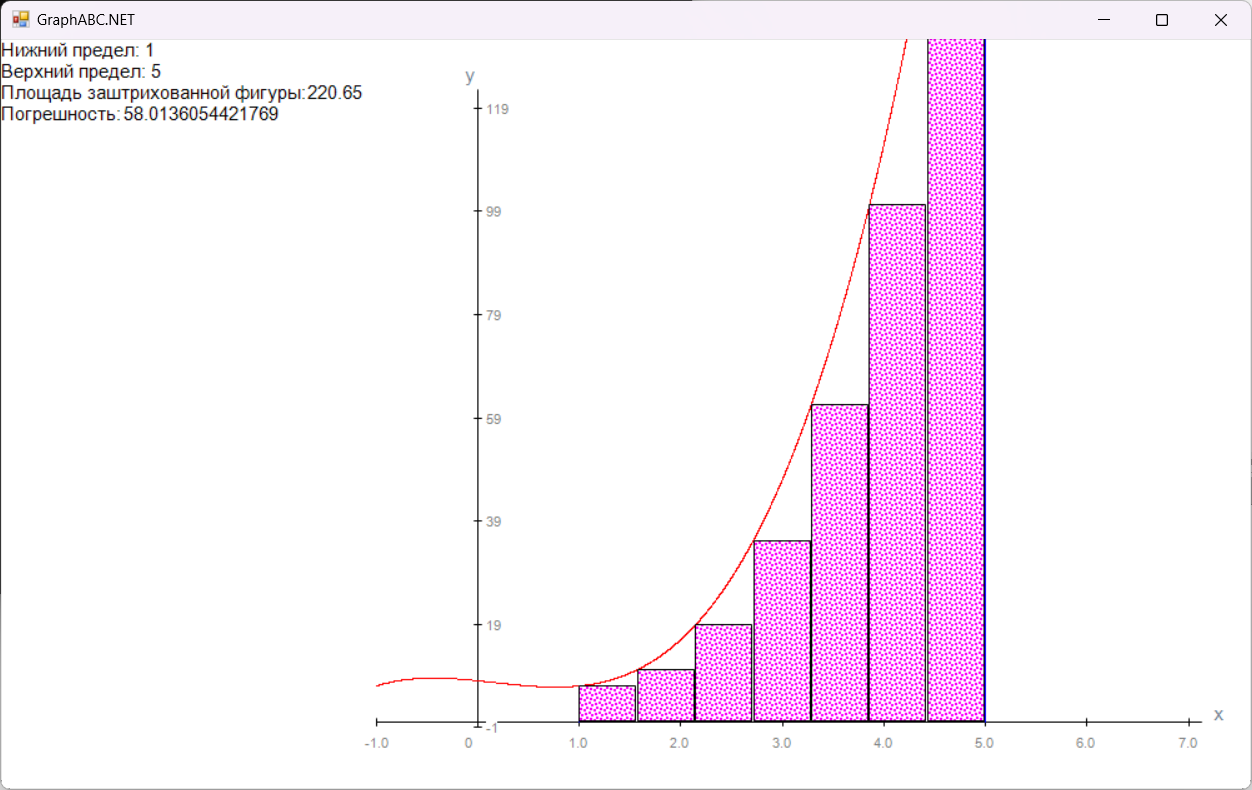 GraphABC.NET
Нижний предел: 1
Верхний предел: 5
Площадь заштрихованной фигуры:220.65
Погрешность:58.0136054421769
y
119
99
79
59
39
19
-1
x
-1.0 0 1.0 2.0 3.0 4.0 5.0 6.0 7.0